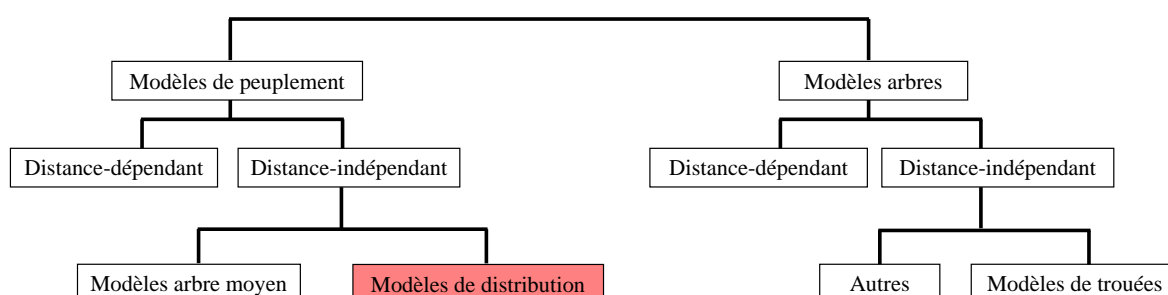 Modèles de peuplement
Modèles arbres
Distance-dépendant
Distance-indépendant
Distance-dépendant
Distance-indépendant
Modèles arbre moyen
Modèles de distribution
Autres
Modèles de trouées